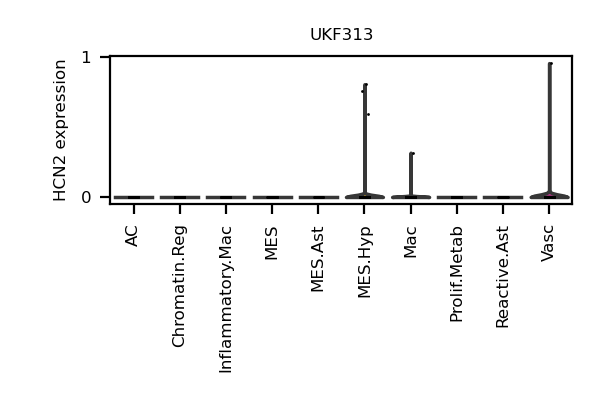 UKF313
HCN2 expression
1
0
AC
Chromatin.Reg
Inflammatory.Mac
MES
MES.Ast
MES.Hyp
Mac
Prolif.Metab
Reactive.Ast
Vasc